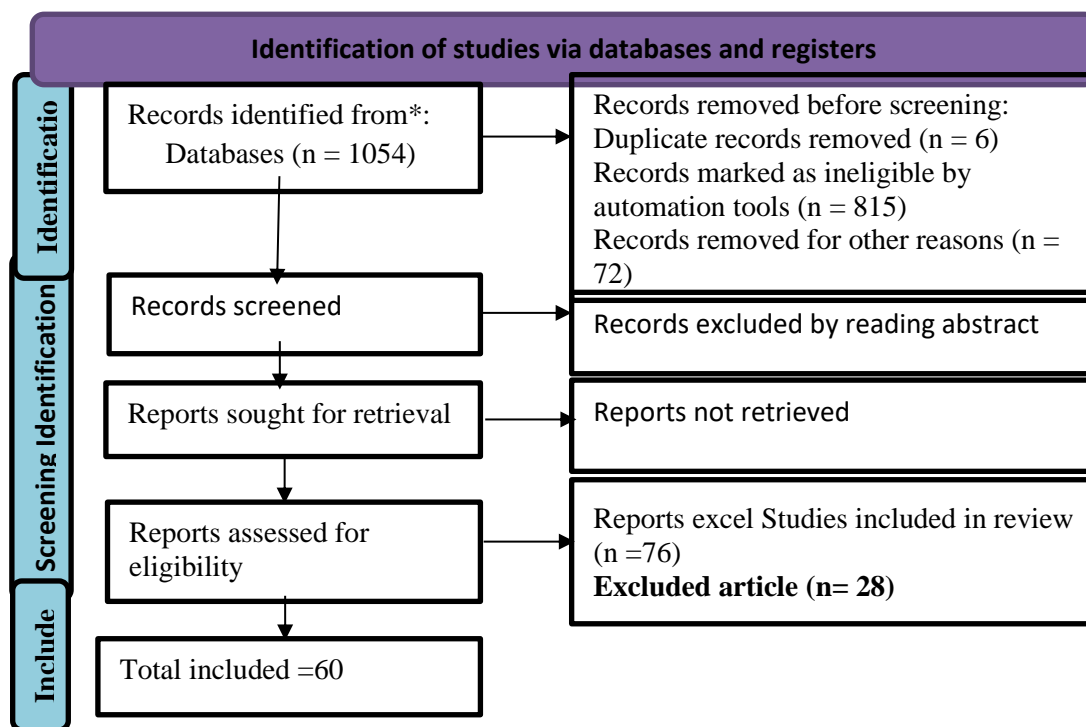 Identification of studies via databases and registers
Identificatio
Records identified from*:
Databases (n = 1054)
Records removed before screening:
Duplicate records removed (n = 6)
Records marked as ineligible by
automation tools (n = 815)
Records removed for other reasons (n =
72)
Screening Identification
Records screened
Records excluded by reading abstract
Reports sought for retrieval
Reports not retrieved
Reports assessed for
eligibility
Reports excel Studies included in review
(n =76)
Excluded article (n= 28)
Include
Total included =60